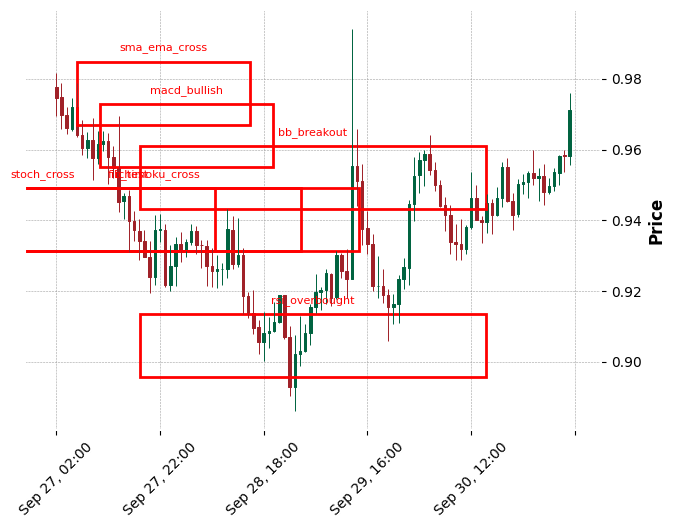 sma_ema_cross
macd_bullish
bb_breakout
stoch_cross
rsi_overbought
0.98
0.96
0.94
0.92
0.90
Price
Sep 27, 02:00
Sep 27, 22:00
Sep 28, 18:00
Sep 29, 16:00
Sep 30, 12:00